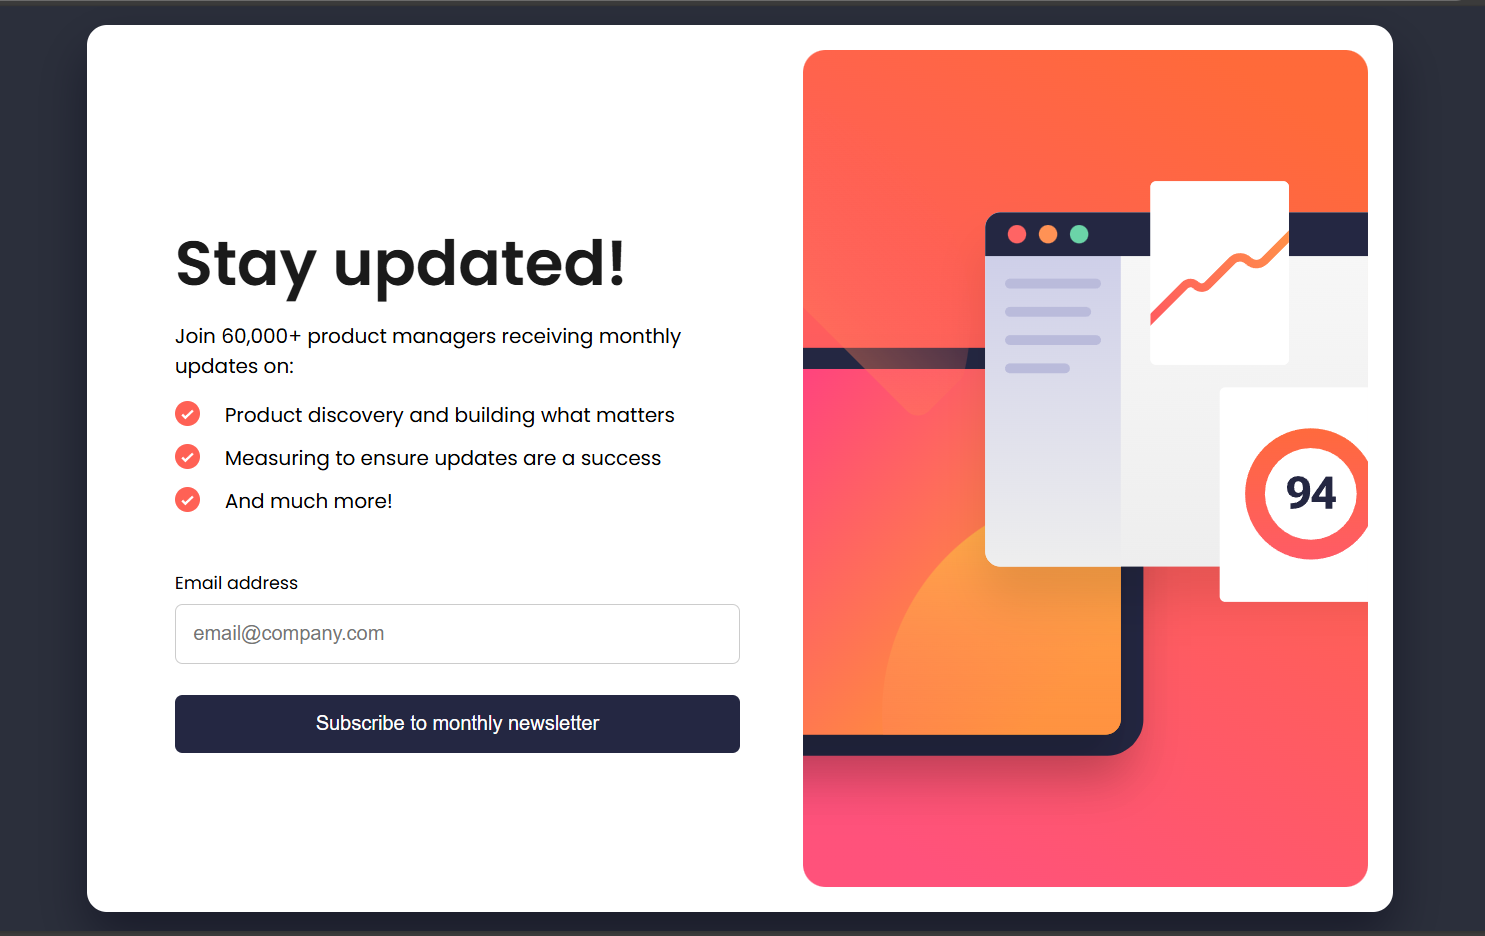 Stay updated!
Join 60,000+ product managers receiving monthly
updates on:
Product discovery and building what matters
Measuring to ensure updates are a success
And much more!
Email address
email@company.com
Subscribe to monthly newsletter
94